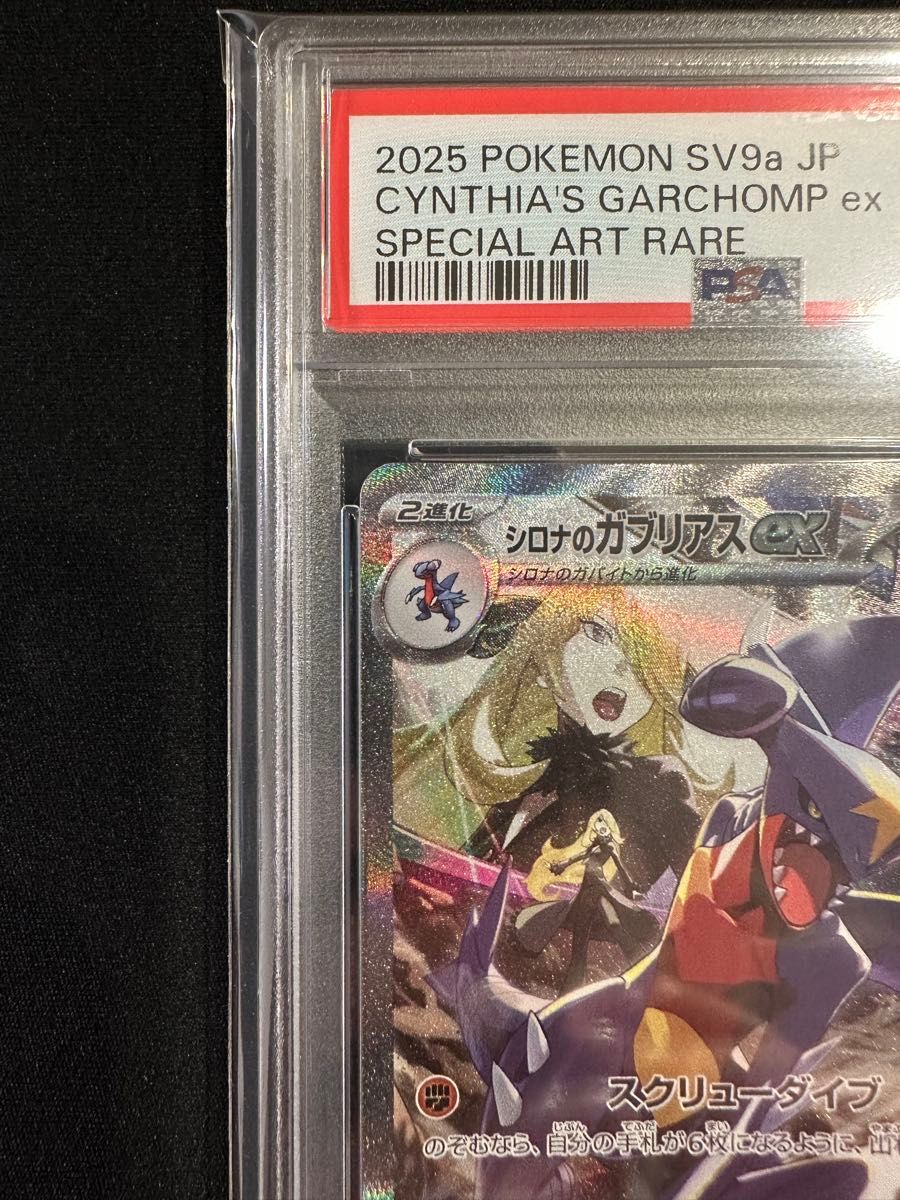 2025 POKEMON SV9a JP
CYNTHIA'S GARCHOMP ex
SPECIAL ART RARE
PSA
2進化
シロナのガブリアスex
シロナのガバイトから進化
スクリューダイブ
のぞむなら、自分の手札が6枚になるように、山